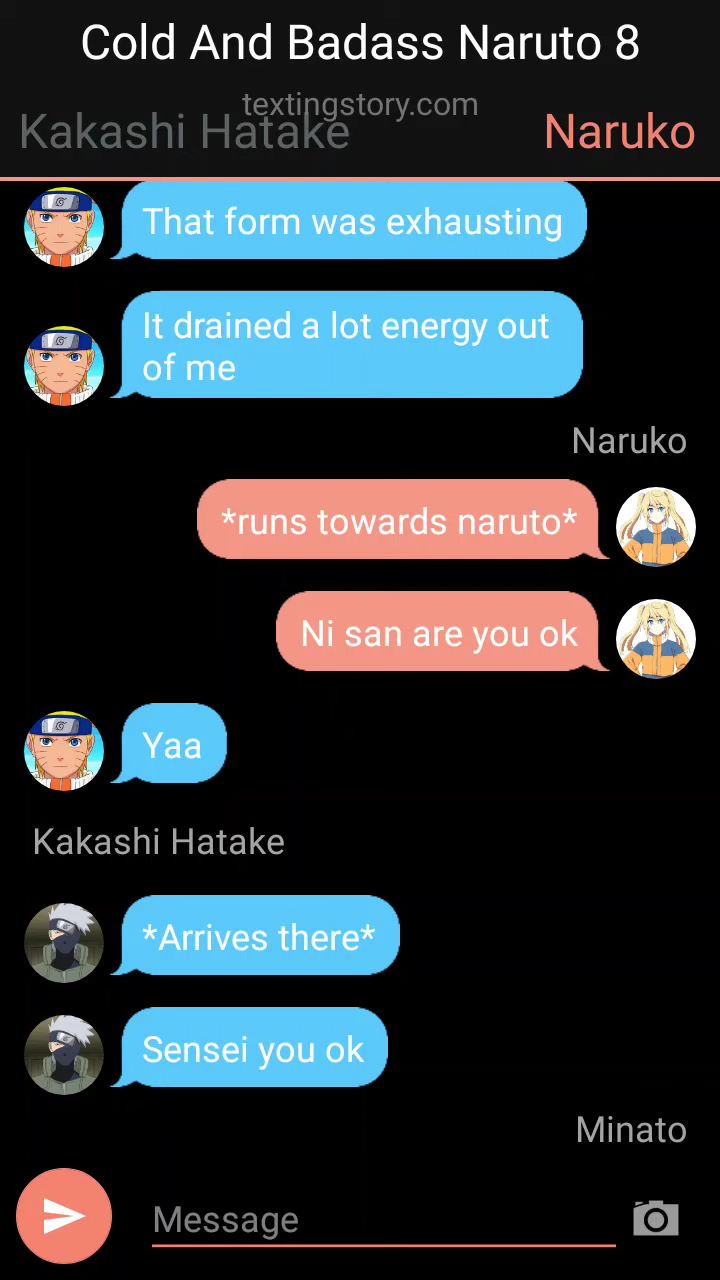 Cold And Badass Naruto 8
textingstory.com
Kakashi Hatake
Naruko
That form was exhausting
It drained a lot energy out
of me
Naruko
*runs towards naruto*
Ni san are you ok
Yaa
Kakashi Hatake
*Arrives there*
Sensei you ok
Minato
Message